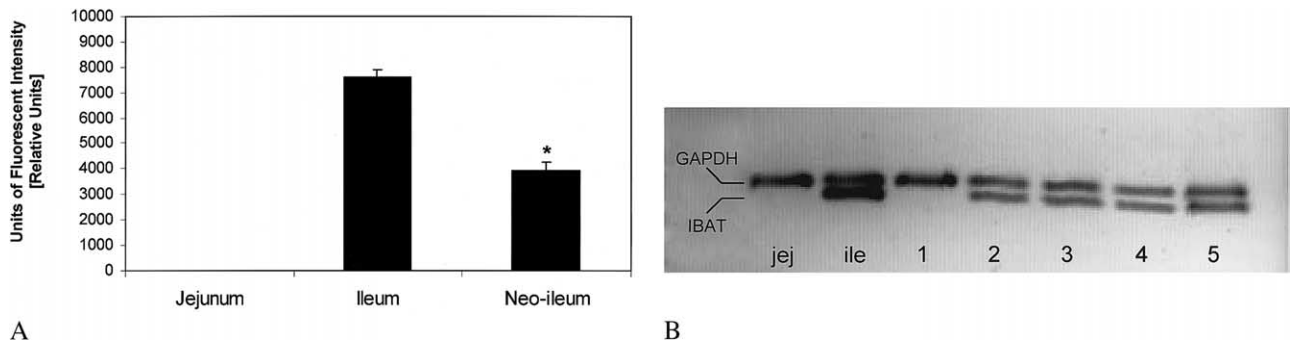 Units of Fluorescent Intensity
[Relative Units]
10000
9000
8000
7000
6000
5000
4000
3000
2000
1000
0
*
Jejunum Ileum Neo-ileum
A
GAPDH
IBAT
jej ile 1 2 3 4 5
B